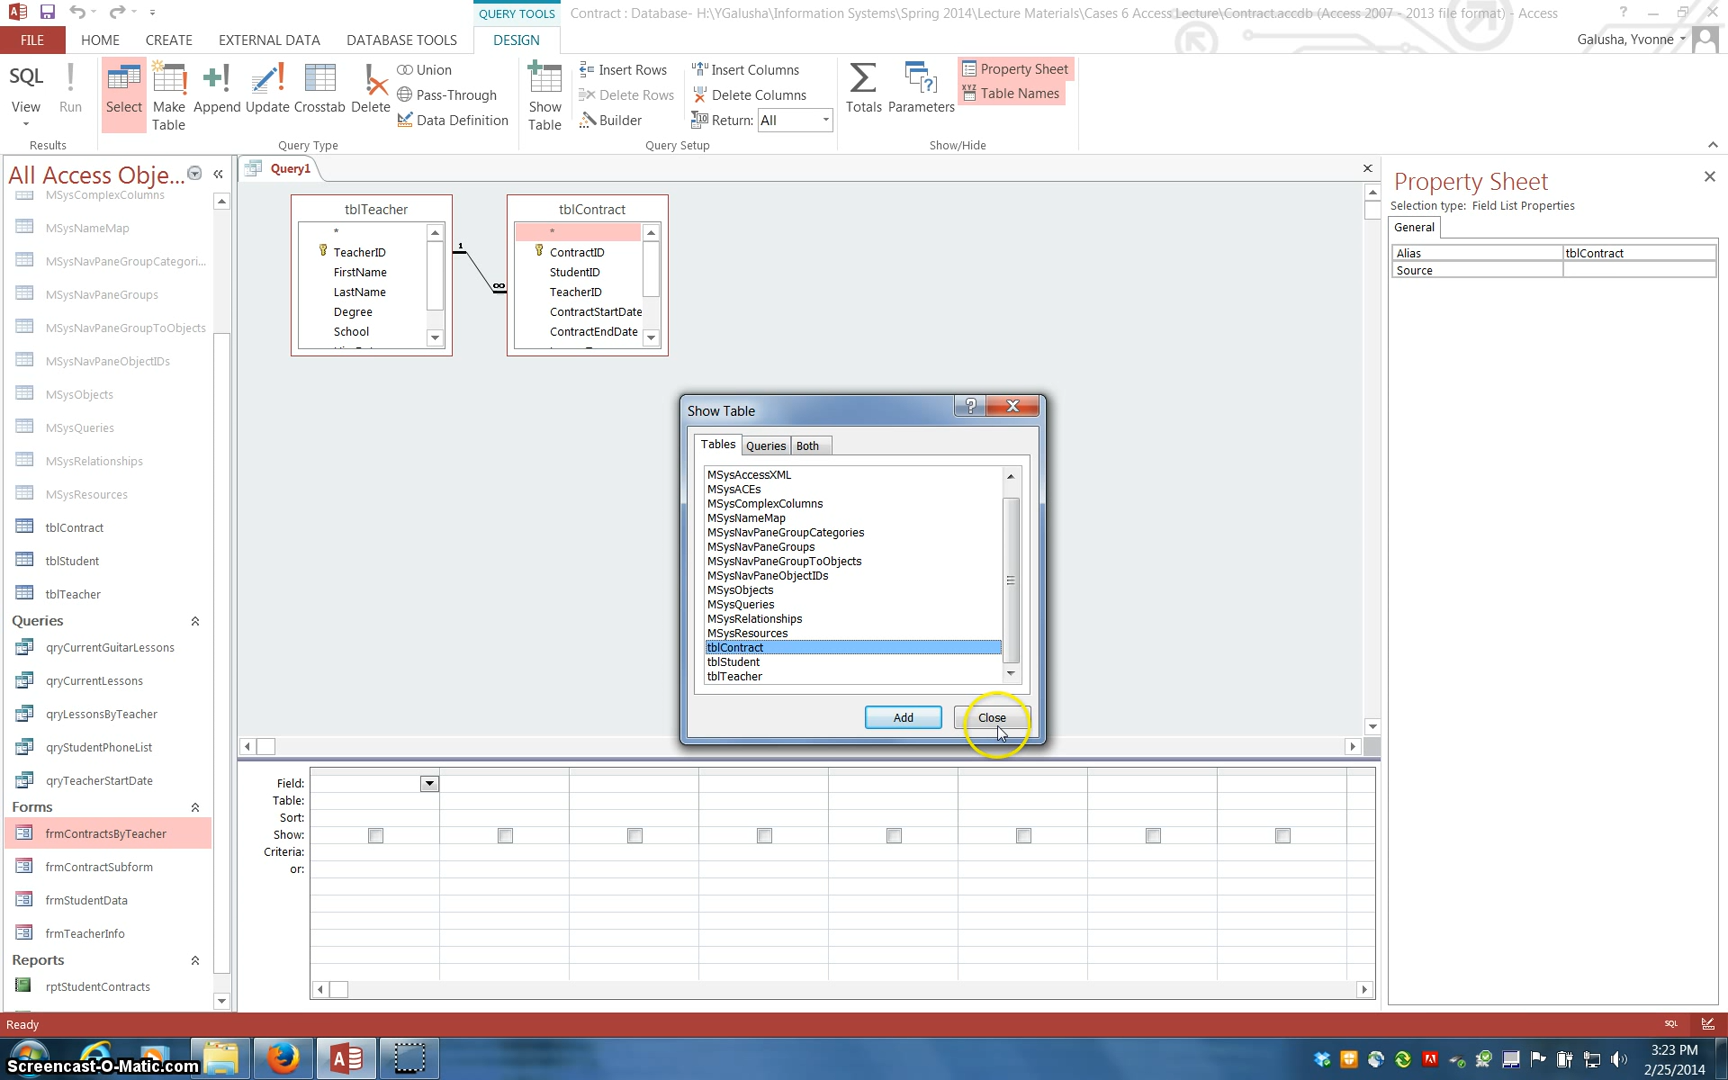 QUERY TOOLS
Contract : Database- H:\YGalusha\Information Systems\Spring 2014\Lecture Materials\Cases 6 Access Lecture\Contract.accdb (Access 2007 - 2013 file format) - Access
FILE HOME CREATE EXTERNAL DATA DATABASE TOOLS DESIGN
Galusha, Yvonne
SQL
View Run
Select Make Table Append Update Crosstab Delete
Union
Pass-Through
Data Definition
Show Table
Insert Rows
Delete Rows
Builder
Insert Columns
Delete Columns
Return: All
Totals Parameters
Property Sheet
XYZ Table Names
Results Query Type Query Setup Show/Hide
All Access Obje...
MSysComplexColumns
MSysNameMap
MSysNavPaneGroupCategori...
MSysNavPaneGroups
MSysNavPaneGroupToObjects
MSysNavPaneObjectIDs
MSysObjects
MSysQueries
MSysRelationships
MSysResources
tblContract
tblStudent
tblTeacher
Queries
qryCurrentGuitarLessons
qryCurrentLessons
qryLessonsByTeacher
qryStudentPhoneList
qryTeacherStartDate
Forms
frmContractsByTeacher
frmContractSubform
frmStudentData
frmTeacherInfo
Reports
rptStudentContracts
Query1
tblTeacher
*
TeacherID
FirstName
LastName
Degree
School
1
∞
tblContract
*
ContractID
StudentID
TeacherID
ContractStartDate
ContractEndDate
Show Table
Tables Queries Both
MSysAccessXML
MSysACEs
MSysComplexColumns
MSysNameMap
MSysNavPaneGroupCategories
MSysNavPaneGroups
MSysNavPaneGroupToObjects
MSysNavPaneObjectIDs
MSysObjects
MSysQueries
MSysRelationships
MSysResources
tblContract
tblStudent
tblTeacher
Add Close
Field:
Table:
Sort:
Show:
Criteria:
or:
Property Sheet
Selection type: Field List Properties
General
Alias tblContract
Source
Ready
SQL
Screencast-O-Matic.com
3:23 PM
2/25/2014